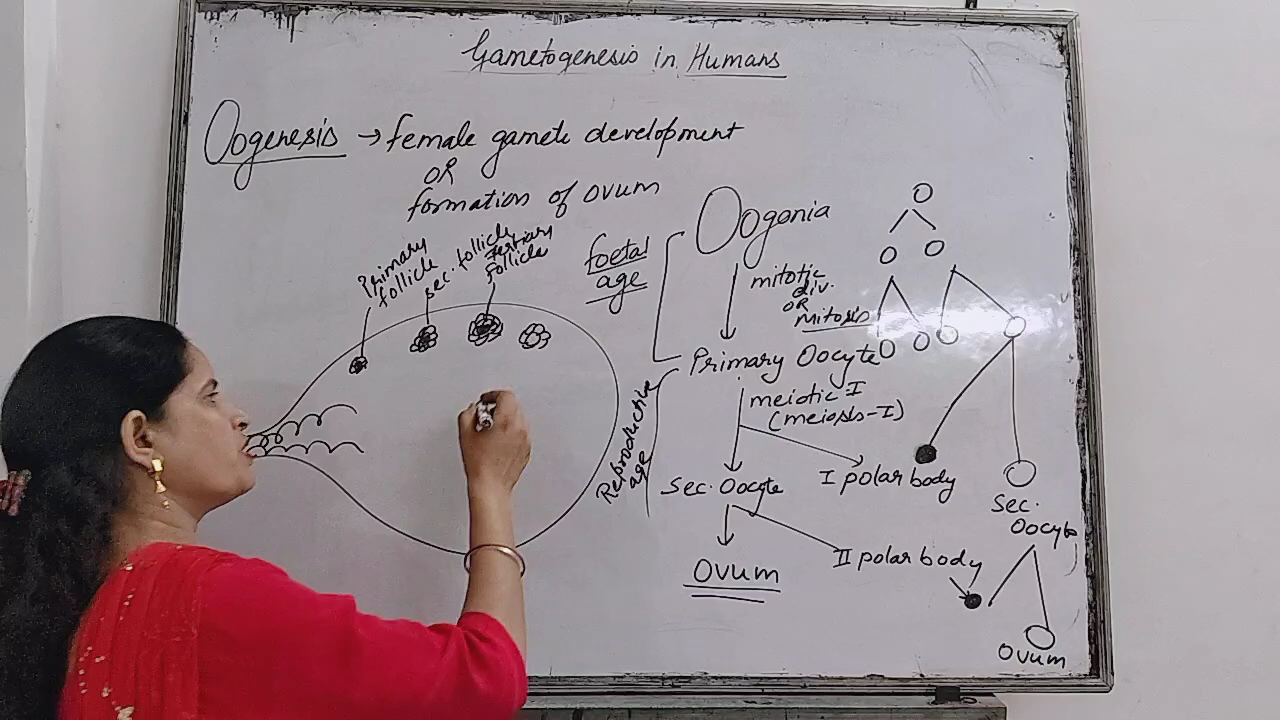 Gametogenesis in Humans
Oogenesis → female gamete development
OR
formation of ovum
Primary follicle
sec. follicle
Tertiary follicle
foetal age
Oogonia
mitotic div.
OR
mitosis
Primary Oocyte
Reproductive age
meiotic I
(meiosis-I)
Sec. Oocyte
I polar body
Sec. Oocyte
II polar body
Ovum
Ovum